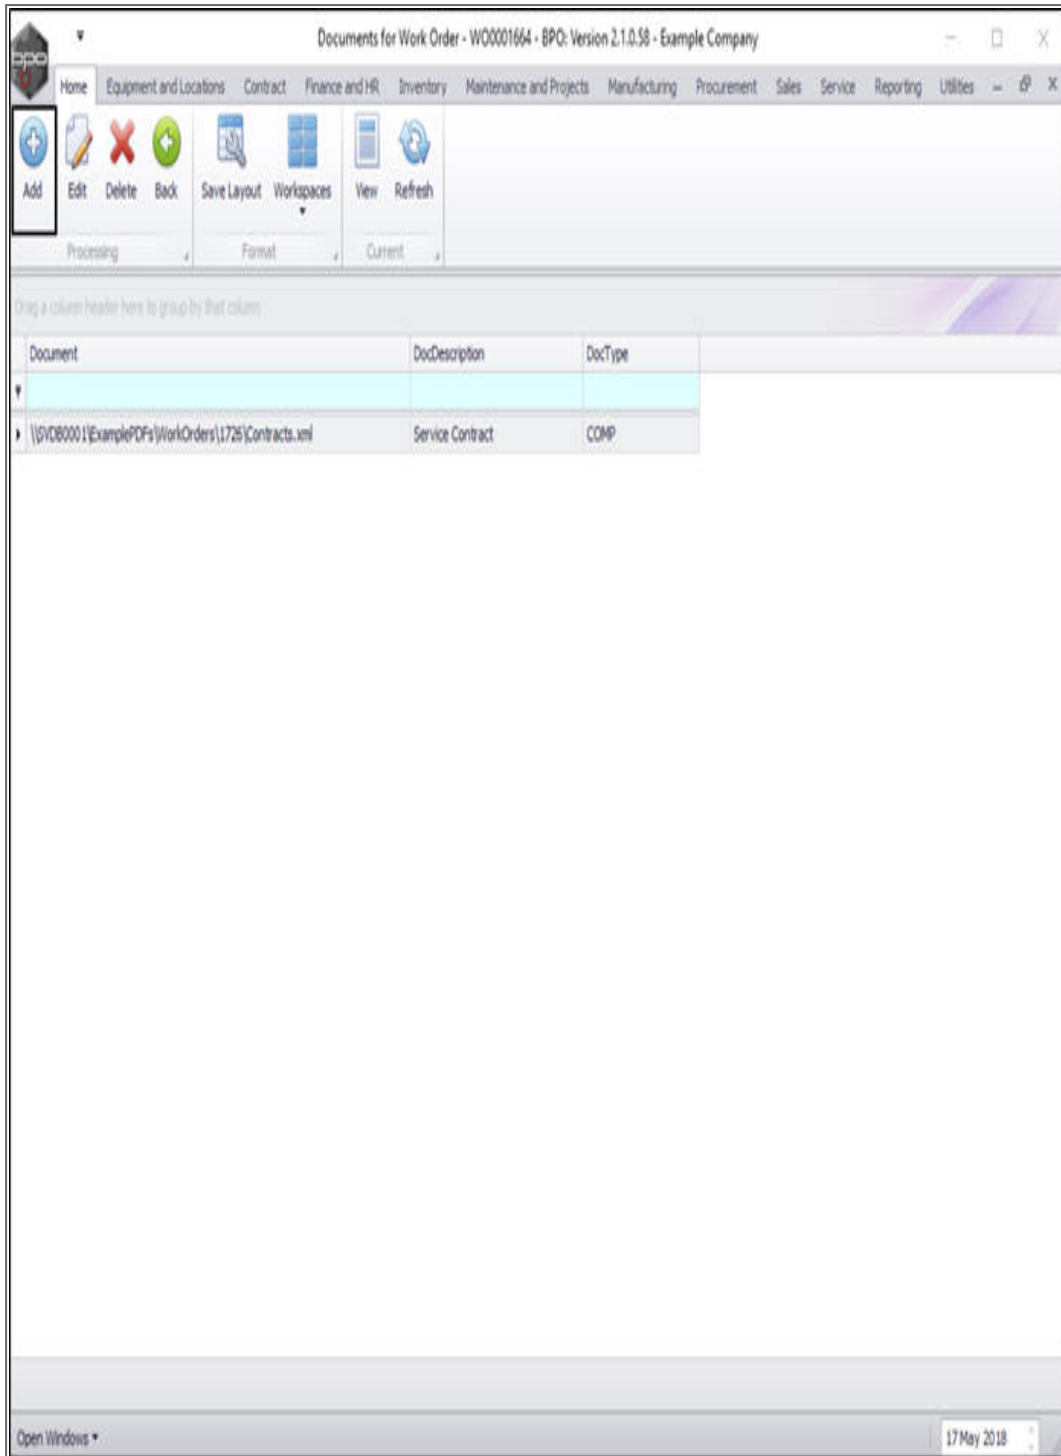 bpo
Documents for Work Order - WO0001664 - BPO: Version 2.1.0.58 - Example Company
Home Equipment and Locations Contract Finance and HR Inventory Maintenance and Projects Manufacturing Procurement Sales Service Reporting Utilities
Add Edit Delete Back Save Layout Workspaces View Refresh
Processing Format Current
Drag a column header here to group by that column
Document DocDescription DocType
\\SVDB0001\ExamplePDFs\WorkOrders\1726\Contracts.xml Service Contract COMP
Open Windows 17 May 2018